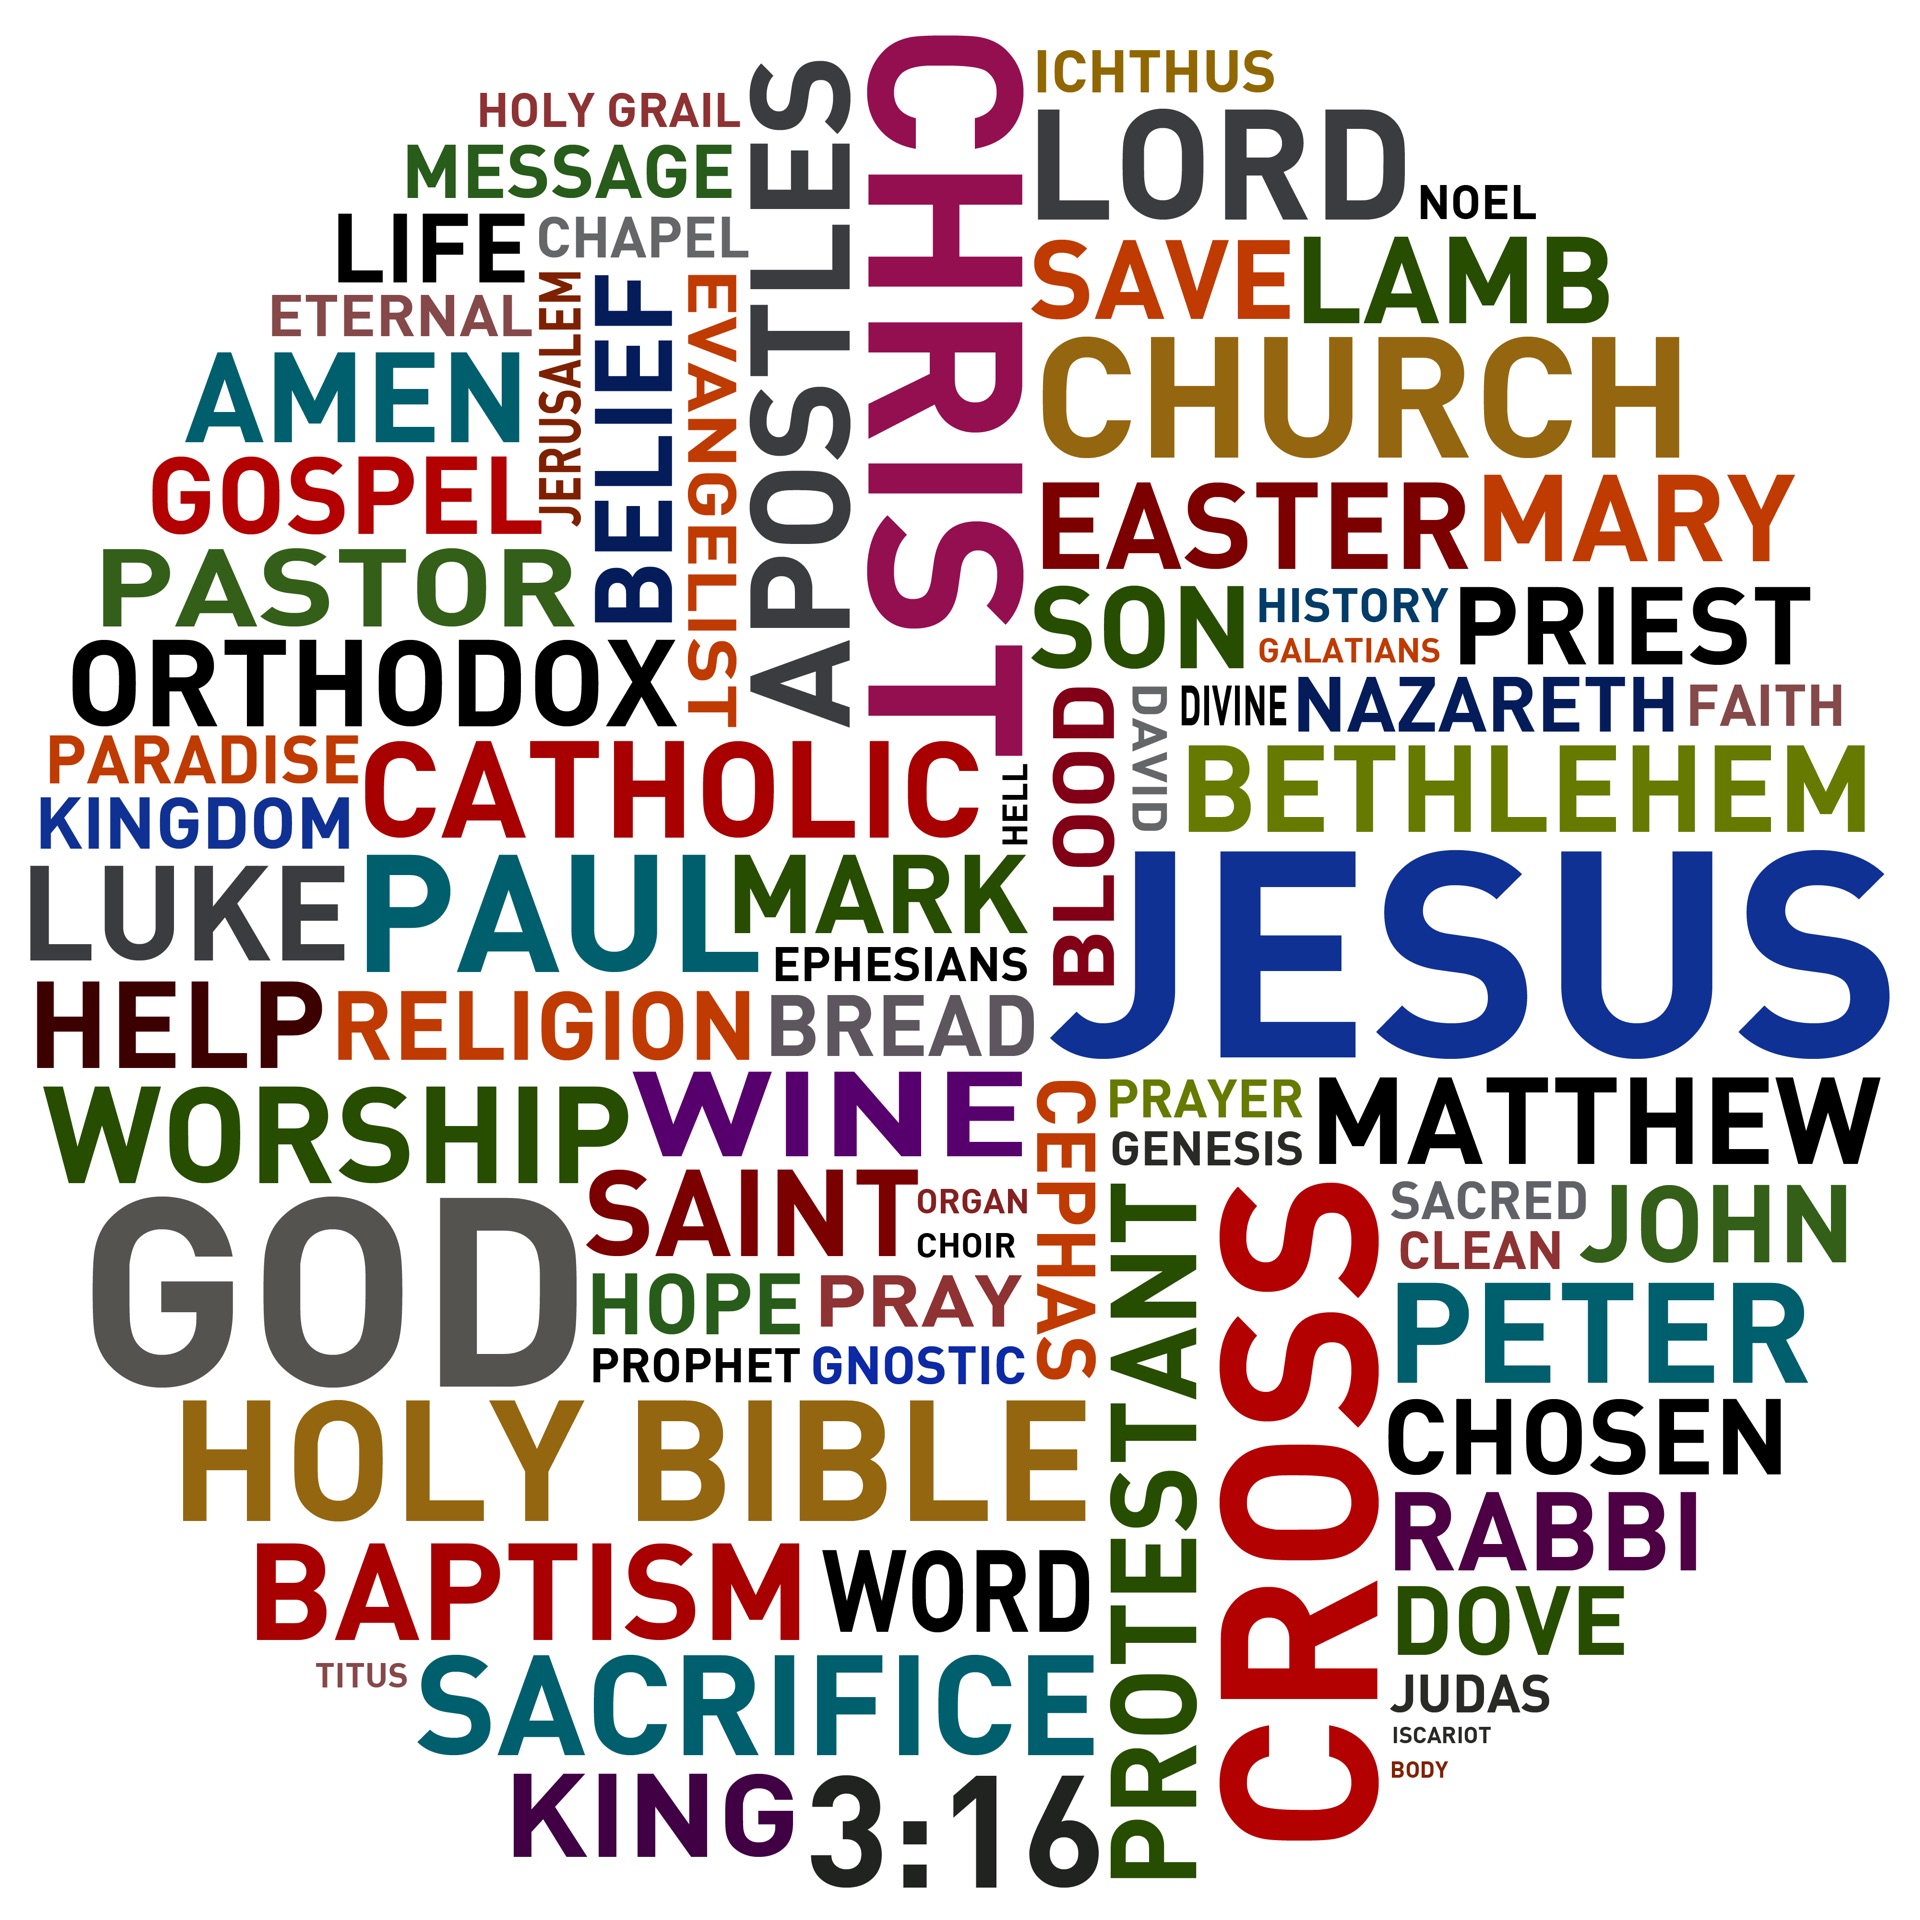 ICHTHUS
HOLY GRAIL
APOSTLES
CHRIST
LORD
MESSAGE
NOEL
LIFE
CHAPEL
SAVE
LAMB
ETERNAL
JERUSALEM
BELIEF
EVANGELIST
CHURCH
AMEN
GOSPEL
EASTER
MARY
PASTOR
SON
HISTORY
PRIEST
GALATIANS
ORTHODOX
BLOOD
DAVID
DIVINE
NAZARETH
FAITH
PARADISE
CATHOLIC
HELL
BETHLEHEM
KINGDOM
LUKE
PAUL
MARK
JESUS
EPHESIANS
HELP
RELIGION
BREAD
WORSHIP
WINE
CEPHAS
PRAYER
MATTHEW
GENESIS
GOD
SAINT
ORGAN
CHOIR
PROTESTANT
CROSS
SACRED
JOHN
CLEAN
HOPE
PRAY
PETER
PROPHET
GNOSTIC
HOLY BIBLE
CHOSEN
RABBI
BAPTISM
WORD
DOVE
TITUS
SACRIFICE
JUDAS
ISCARIOT
BODY
KING
3:16